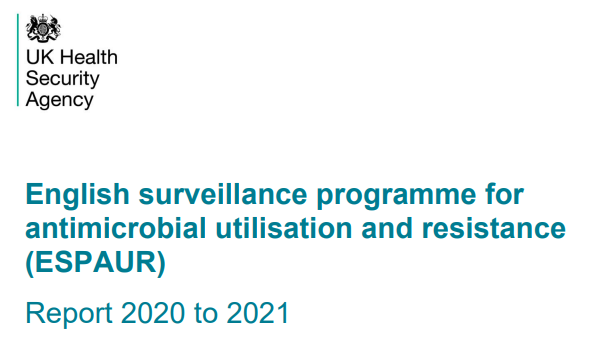 UK Health
Security
Agency
English surveillance programme for
antimicrobial utilisation and resistance
(ESPAUR)
Report 2020 to 2021